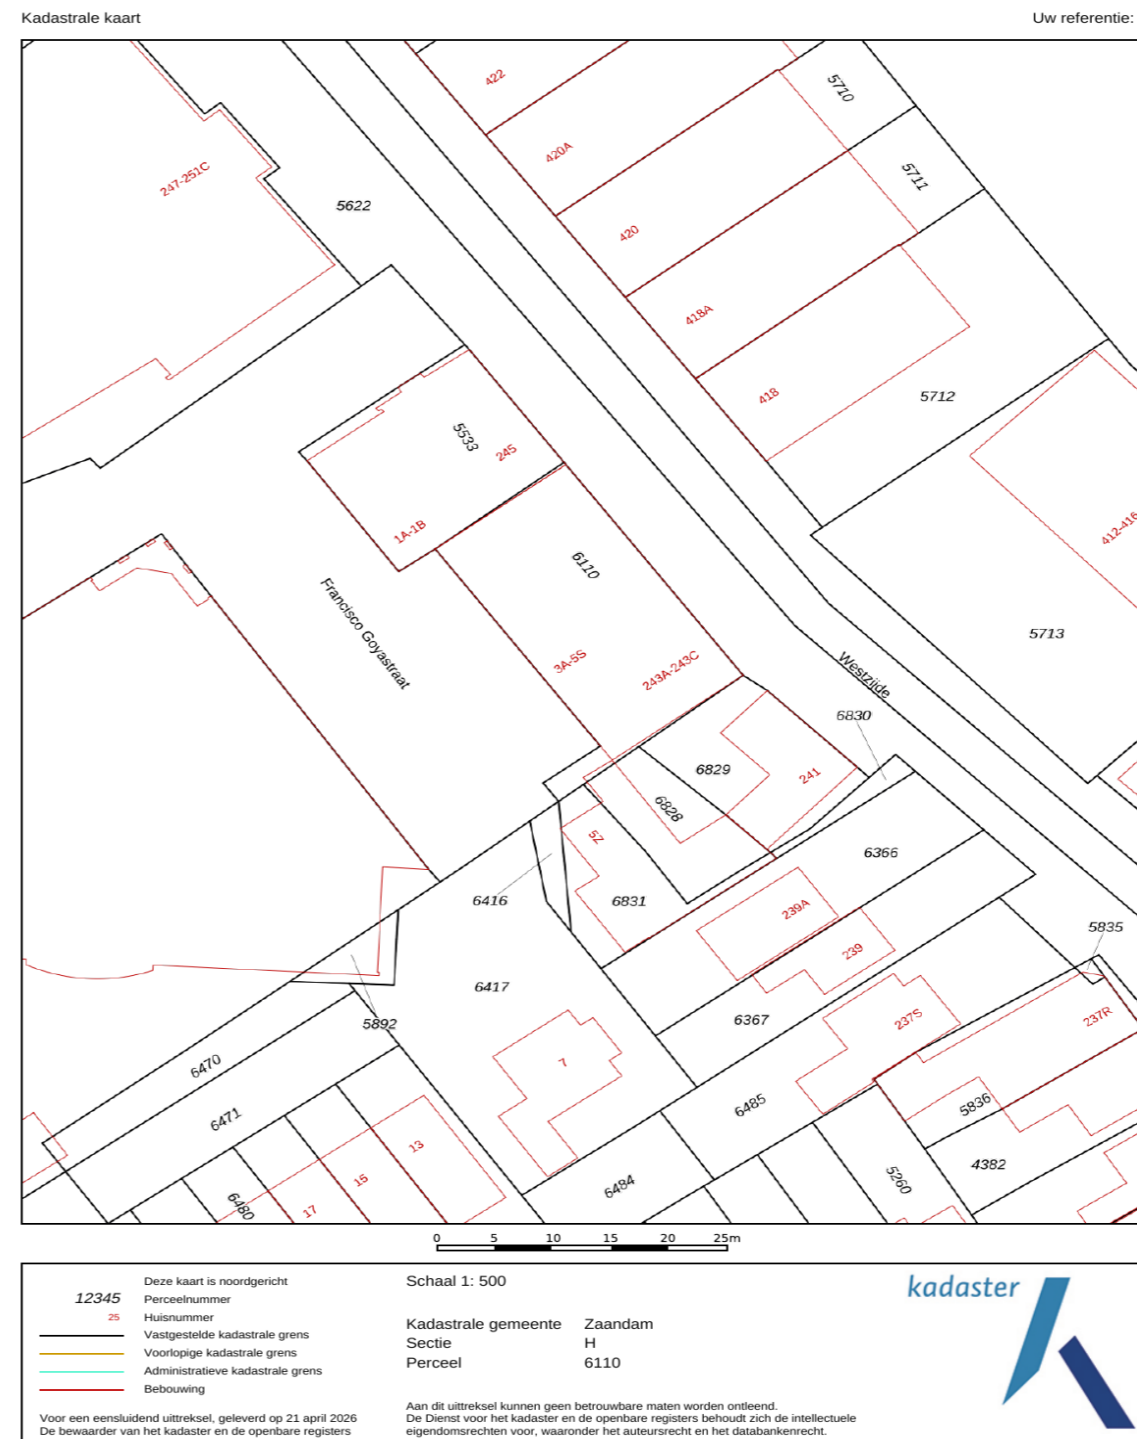 Kadastrale kaart
Uw referentie:
422
5710
420A
5711
247-251C
5622
420
418A
418
5712
5533
245
412-416
1A-1B
6110
Francisco Goyastraat
5713
3A-5S
243A-243C
Westzijde
6830
6829
241
6828
5Z
6366
6416
6831
239A
5835
239
6417
6367
237S
237R
5892
6470
7
6471
6485
5836
13
4382
15
6484
5260
6480
17
0 5 10 15 20 25m
Deze kaart is noordgericht
12345 Perceelnummer
25 Huisnummer
Vastgestelde kadastrale grens
Voorlopige kadastrale grens
Administratieve kadastrale grens
Bebouwing
Voor een eensluidend uittreksel, geleverd op 21 april 2026
De bewaarder van het kadaster en de openbare registers
Schaal 1: 500
Kadastrale gemeente Zaandam
Sectie H
Perceel 6110
Aan dit uittreksel kunnen geen betrouwbare maten worden ontleend.
De Dienst voor het kadaster en de openbare registers behoudt zich de intellectuele
eigendomsrechten voor, waaronder het auteursrecht en het databankenrecht.
kadaster